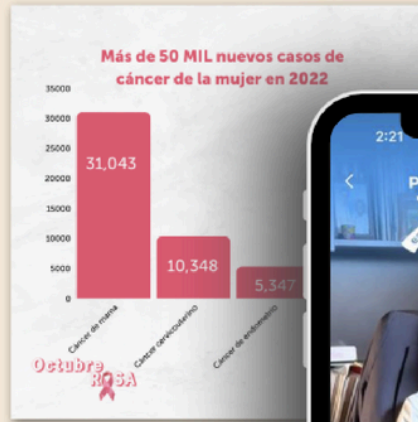 Más de 50 MIL nuevos casos de
cáncer de la mujer en 2022
35000
30000
25000
20000
15000
10000
5000
0
31,043
10,348
5,347
Cáncer de mama
Cáncer cervicouterino
Cáncer de endometrio
Octubre
ROSA
2:21
P